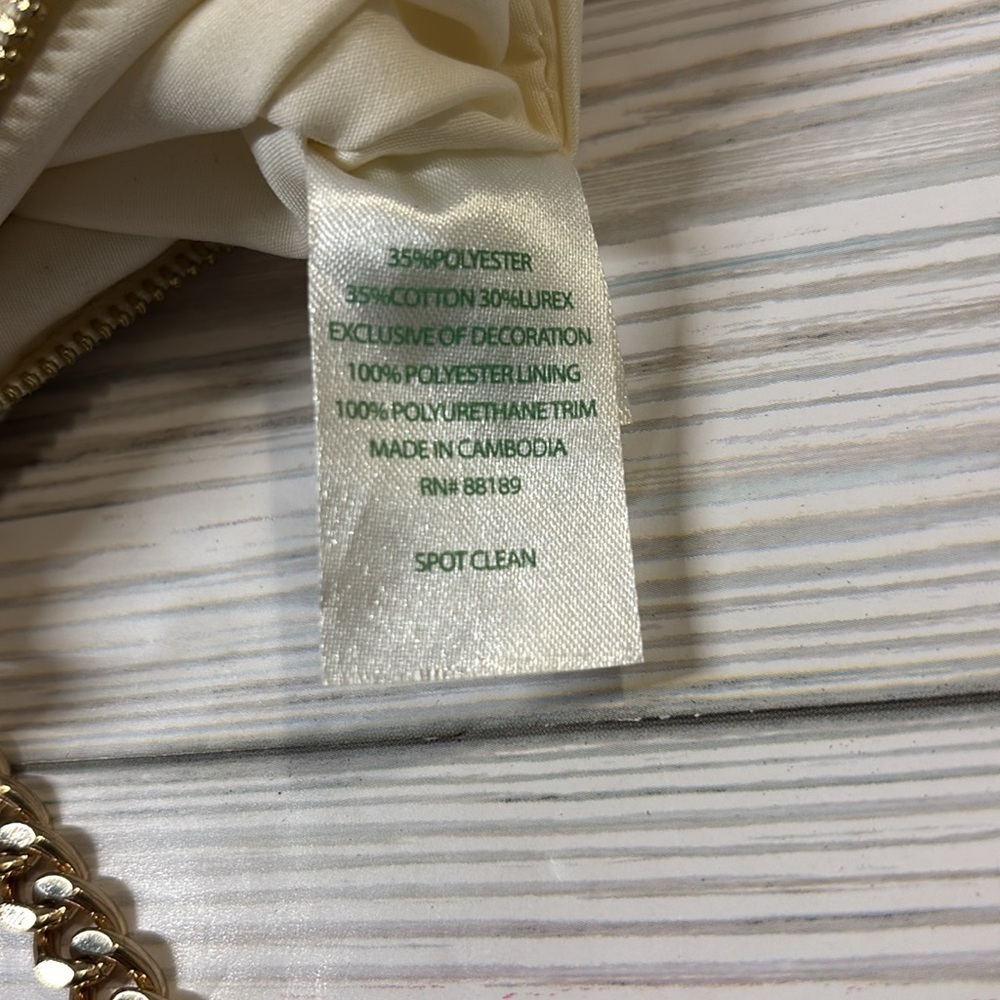 35%POLYESTER
35%COTTON 30%LUREX
EXCLUSIVE OF DECORATION
100% POLYESTER LINING
100% POLYURETHANE TRIM
MADE IN CAMBODIA
RN# 88189
SPOT CLEAN